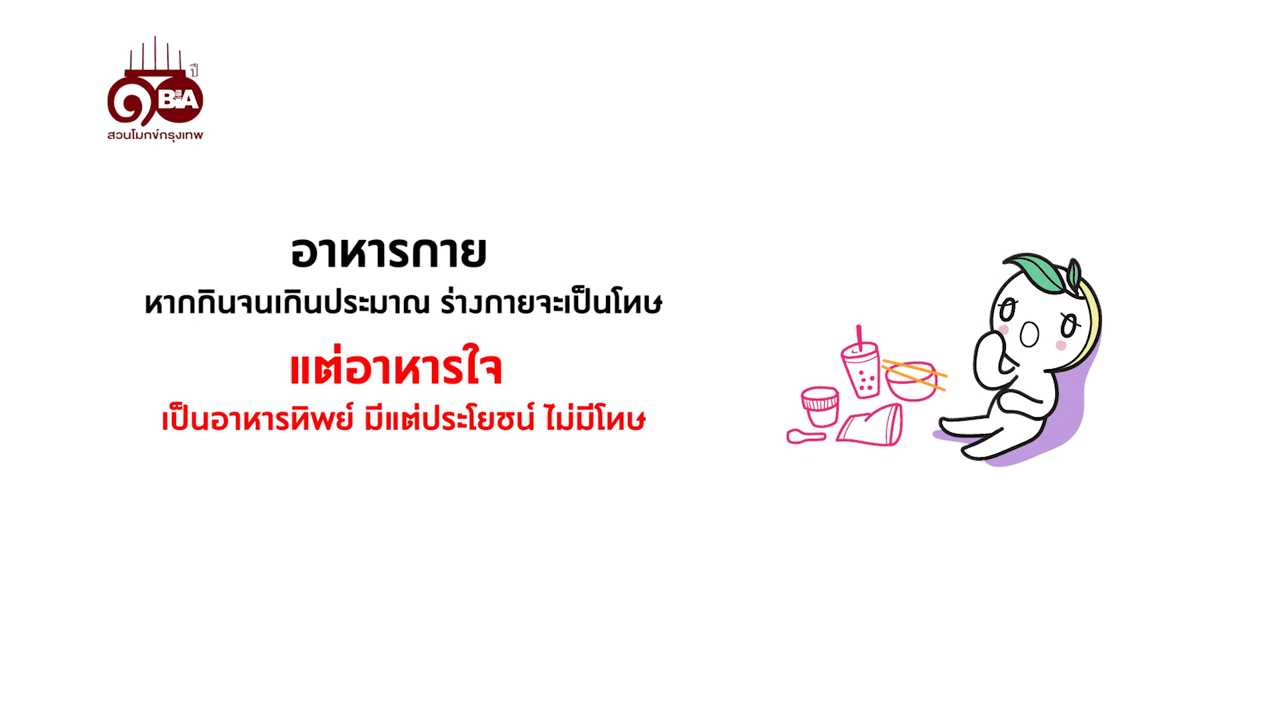 ๑๐ ปี
BIA
สวนโมกข์กรุงเทพ
อาหารกาย
หากกินจนเกินประมาณ ร่างกายจะเป็นโทษ
แต่อาหารใจ
เป็นอาหารทิพย์ มีแต่ประโยชน์ ไม่มีโทษ